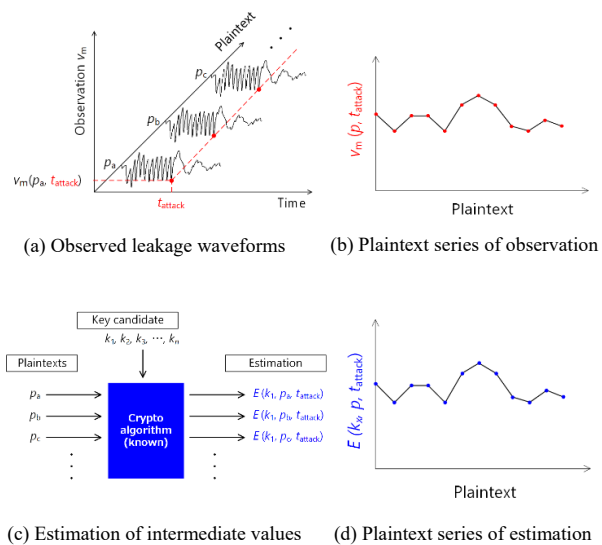 Observation vm
Plaintext
pc
pb
pa
vm(pa, tattack)
tattack
Time
(a) Observed leakage waveforms
vm (p, tattack)
Plaintext
(b) Plaintext series of observation
Key candidate
k1, k2, k3, ···, kn
Plaintexts
Estimation
pa
pb
pc
Crypto
algorithm
(known)
E (k1, pa, tattack)
E (k1, pb, tattack)
E (k1, pc, tattack)
(c) Estimation of intermediate values
E (kx, p, tattack)
Plaintext
(d) Plaintext series of estimation